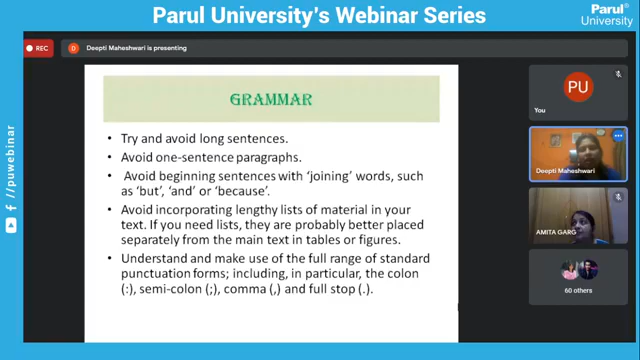 Parul University's Webinar Series
Parul®
University
REC
D
Deepti Maheshwari is presenting
GRAMMAR
• Try and avoid long sentences.
• Avoid one-sentence paragraphs.
• Avoid beginning sentences with 'joining' words, such
as 'but', 'and' or 'because'.
• Avoid incorporating lengthy lists of material in your
text. If you need lists, they are probably better placed
separately from the main text in tables or figures.
• Understand and make use of the full range of standard
punctuation forms; including, in particular, the colon
(:), semi-colon (;), comma (,) and full stop (.).
PU
You
Deepti Maheshwari
AMITA GARG
60 others
f // puwebinar